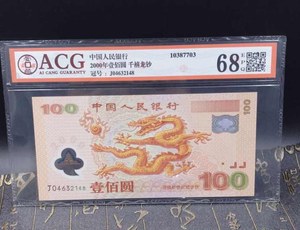 ACG
AI CANG GUARANTY
中国人民银行 10387703
2000年壹佰圆 千禧龙钞
冠号: J04632148
68
100 中国人民银行 100
壹佰圆
J04632148
100